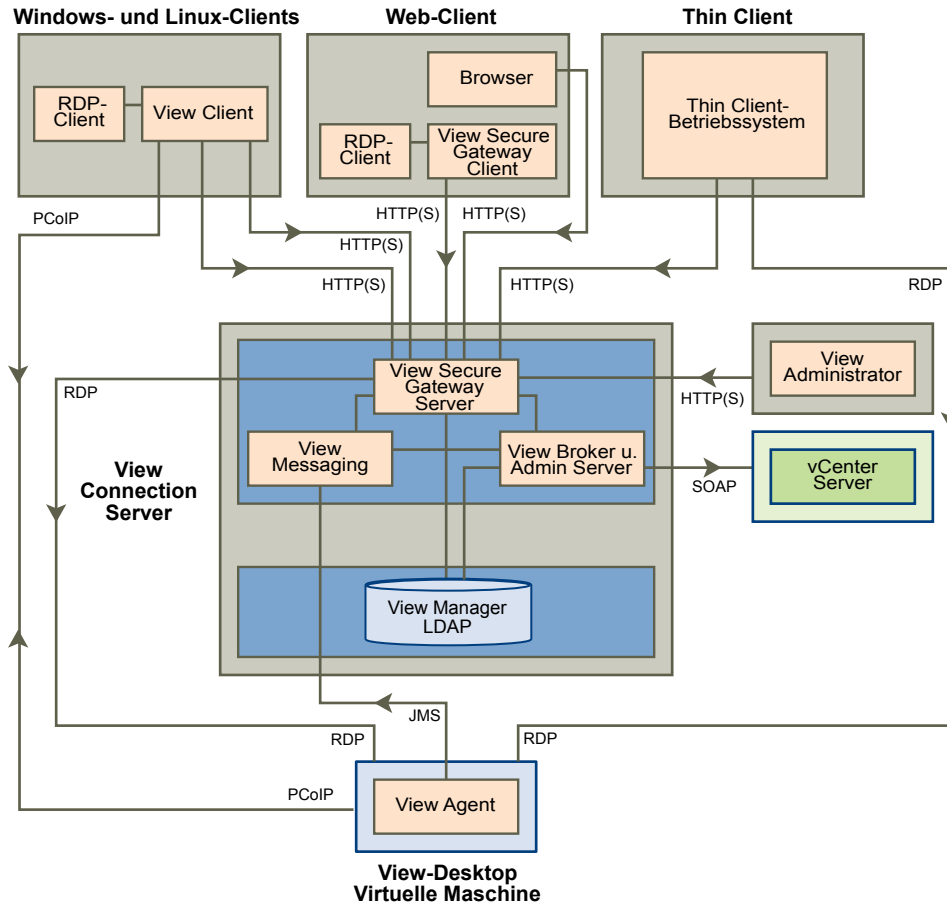 Windows- und Linux-Clients
Web-Client
Thin Client
RDP-
Client
View Client
Browser
RDP-
Client
View Secure
Gateway
Client
Thin Client-
Betriebssystem
PCoIP
HTTP(S)
HTTP(S)
HTTP(S)
HTTP(S)
HTTP(S)
RDP
RDP
View Secure
Gateway
Server
HTTP(S)
View
Administrator
View
Messaging
View Broker u.
Admin Server
SOAP
vCenter
Server
View
Connection
Server
View Manager
LDAP
JMS
RDP
RDP
PCoIP
View Agent
View-Desktop
Virtuelle Maschine